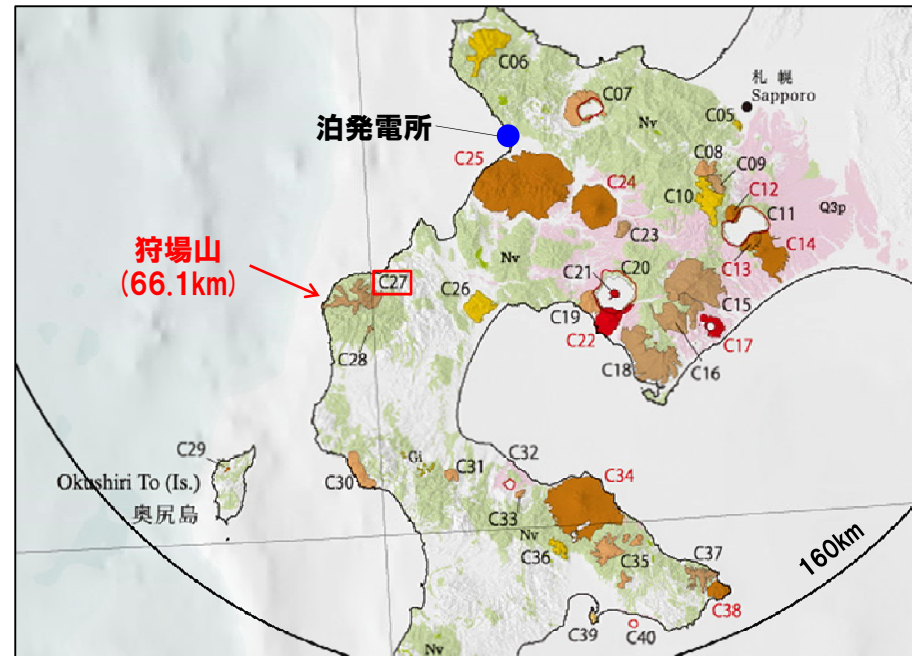 C06
C07
札幌
Sapporo
C05
泊発電所
Nv
C25
C08
C09
C24
C10
C12
C11
Q3p
C23
C14
狩場山
(66.1km)
Nv
C21
C20
C13
C27
C26
C15
C19
C22
C17
C28
C18
C16
C29
C32
Gi
C31
C34
Okushiri To (Is.)
奥尻島
C30
C33
Nv
C36
C35
C37
160km
C38
C39
C40
Nv